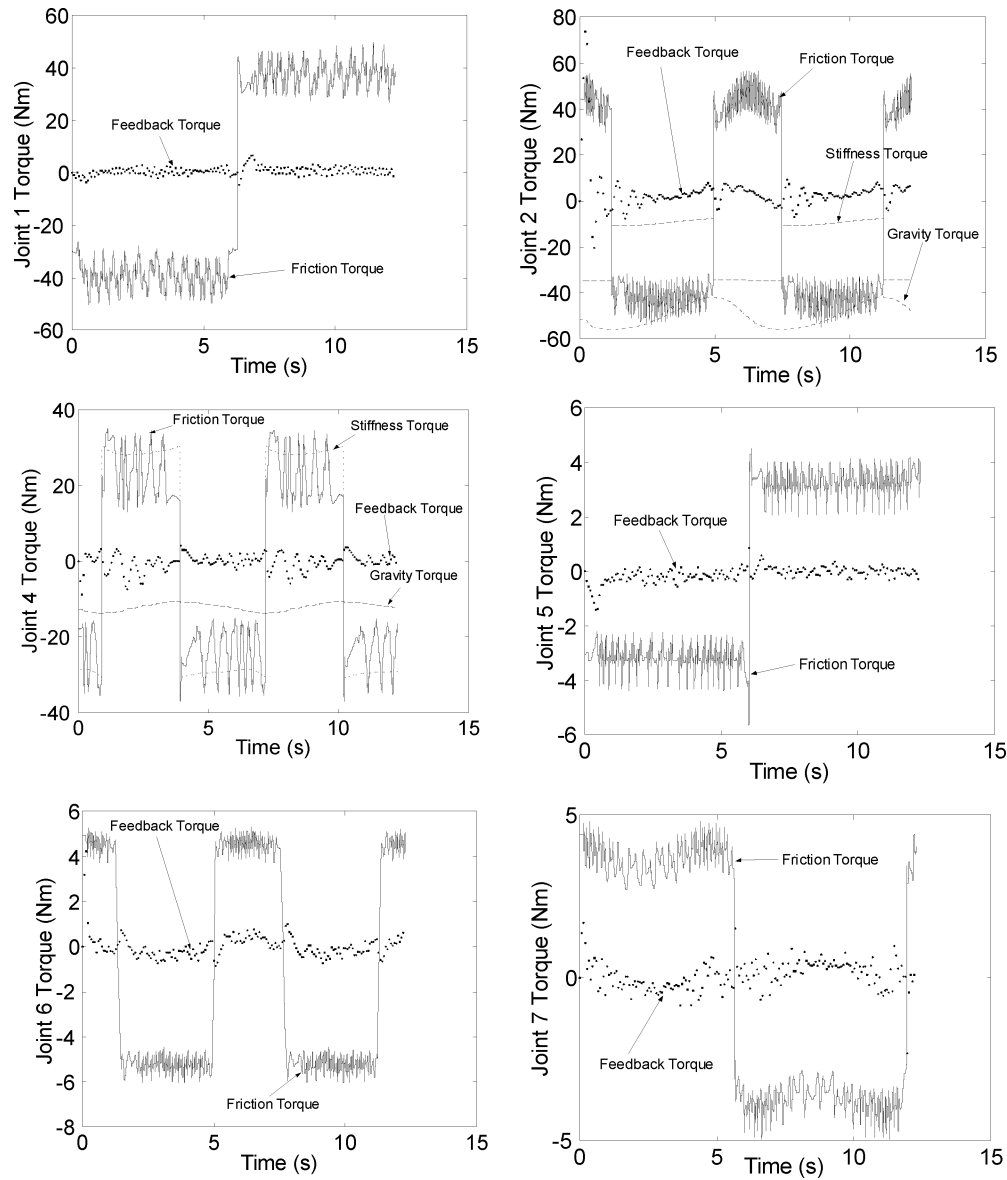 60
40
20
0
-20
-40
-60
Joint 1 Torque (Nm)
Feedback Torque
Friction Torque
0
5
10
15
Time (s)
80
60
40
20
0
-20
-40
-60
Joint 2 Torque (Nm)
Feedback Torque
Friction Torque
Stiffness Torque
Gravity Torque
0
5
10
15
Time (s)
40
20
0
-20
-40
Joint 4 Torque (Nm)
Friction Torque
Stiffness Torque
Feedback Torque
Gravity Torque
0
5
10
15
Time (s)
6
4
2
0
-2
-4
-6
Joint 5 Torque (Nm)
Feedback Torque
Friction Torque
0
5
10
15
Time (s)
6
4
2
0
-2
-4
-6
-8
Joint 6 Torque (Nm)
Feedback Torque
Friction Torque
0
5
10
15
Time (s)
5
0
-5
Joint 7 Torque (Nm)
Friction Torque
Feedback Torque
0
5
10
15
Time (s)